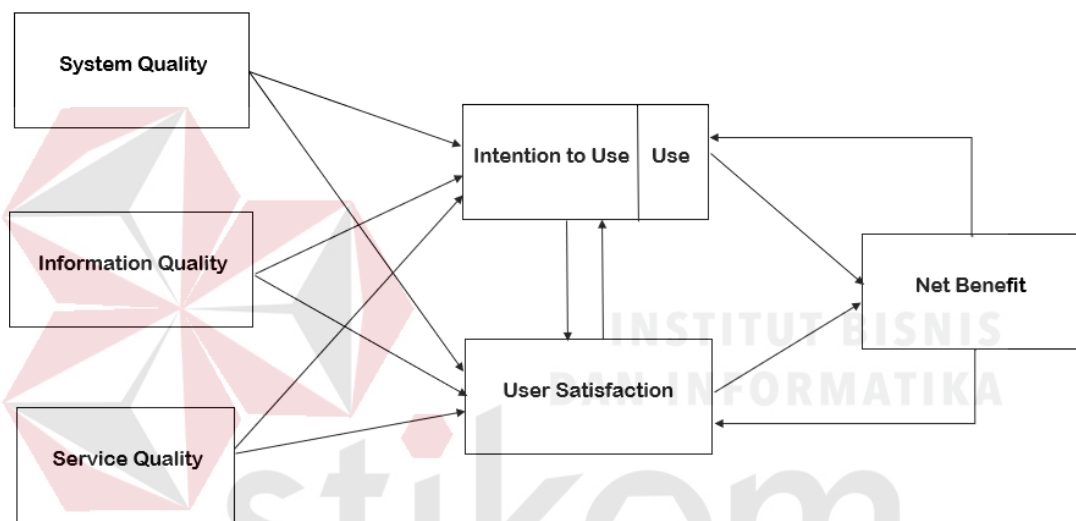 System Quality
Intention to Use
Use
Information Quality
Net Benefit
INSTITUT BISNIS
DAN INFORMATIKA
User Satisfaction
Service Quality
stikom